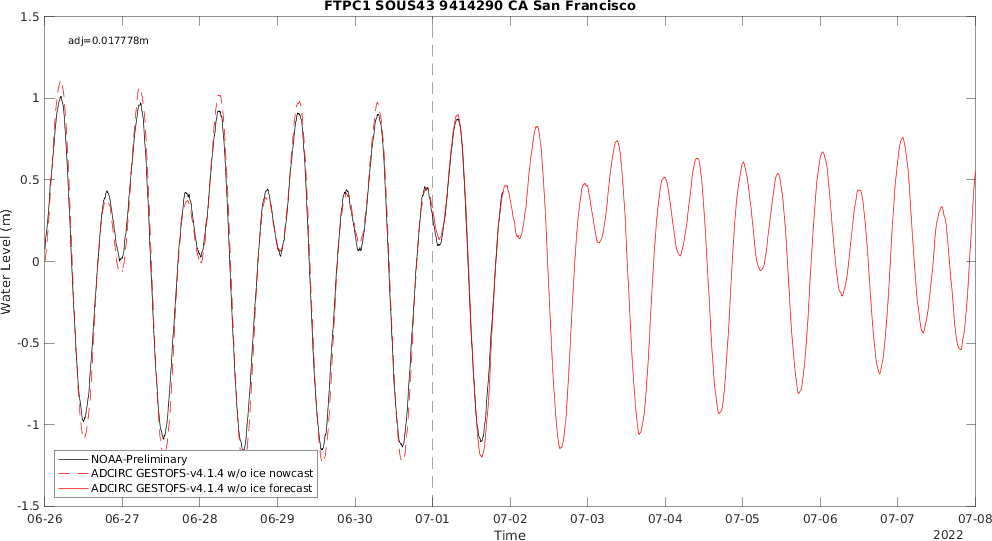 FTPC1 SOUS43 9414290 CA San Francisco
adj=0.017778m
1.5
1
0.5
0
-0.5
-1
-1.5
Water Level (m)
NOAA-Preliminary
ADCIRC GESTOFS-v4.1.4 w/o ice nowcast
ADCIRC GESTOFS-v4.1.4 w/o ice forecast
06-26 06-27 06-28 06-29 06-30 07-01 07-02 07-03 07-04 07-05 07-06 07-07 07-08
Time
2022